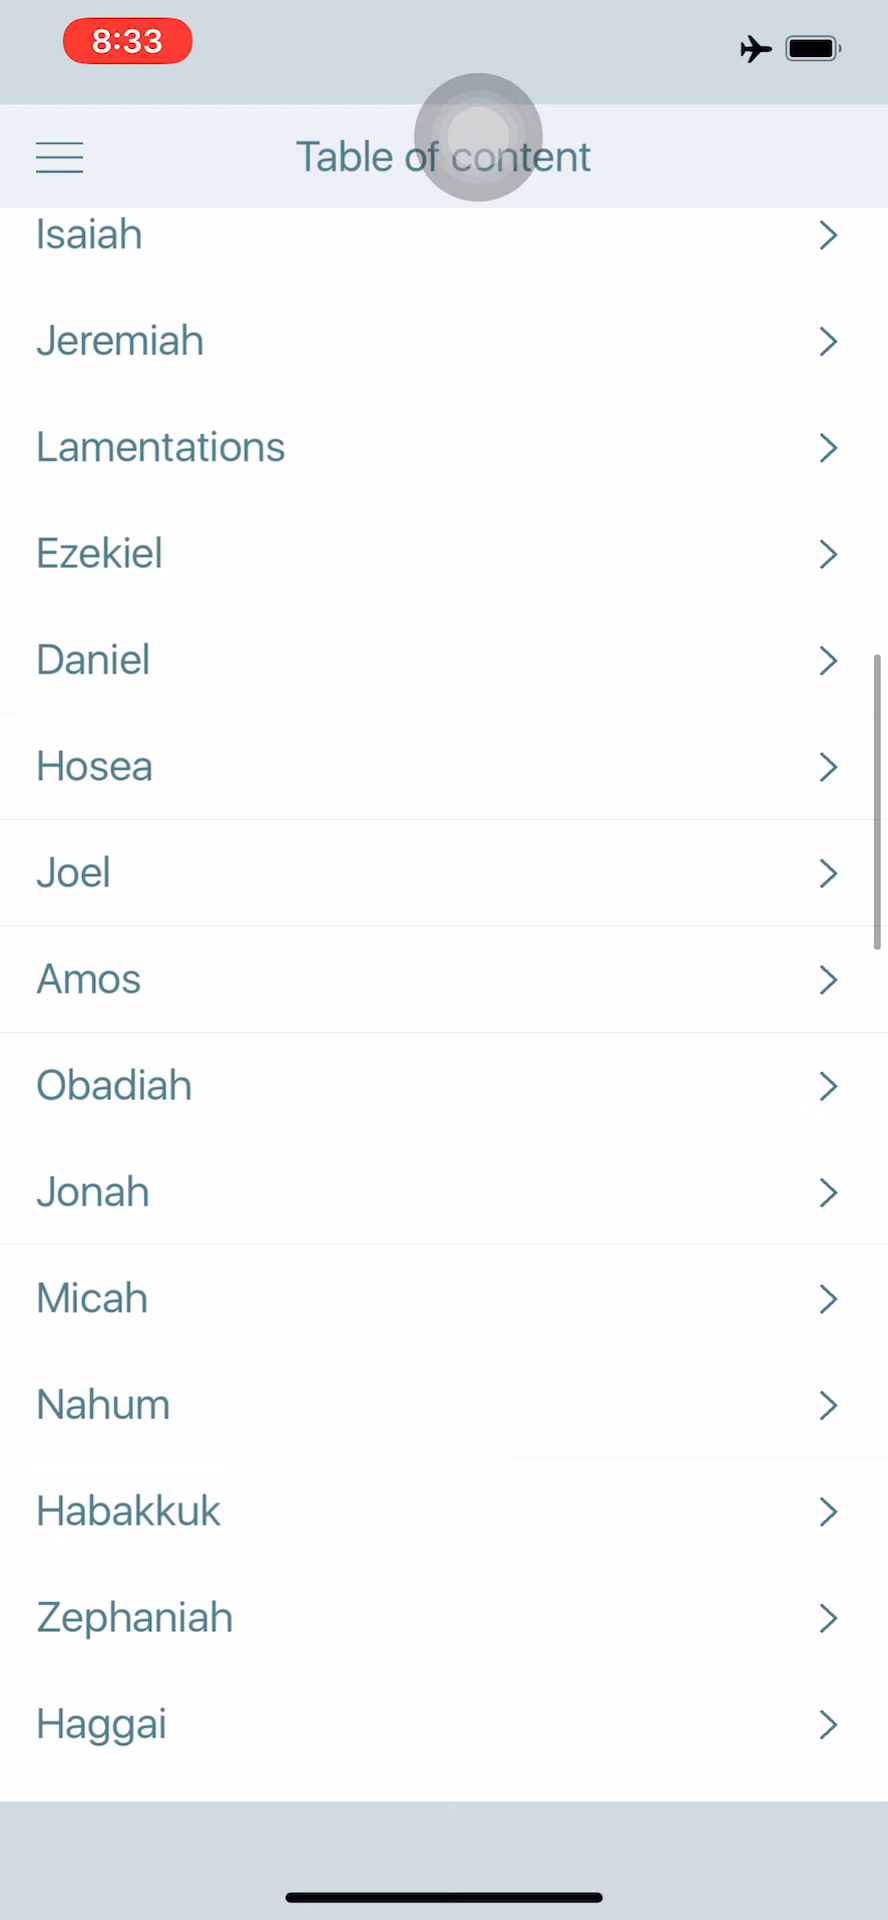 8:33
Table of content
Isaiah
Jeremiah
Lamentations
Ezekiel
Daniel
Hosea
Joel
Amos
Obadiah
Jonah
Micah
Nahum
Habakkuk
Zephaniah
Haggai